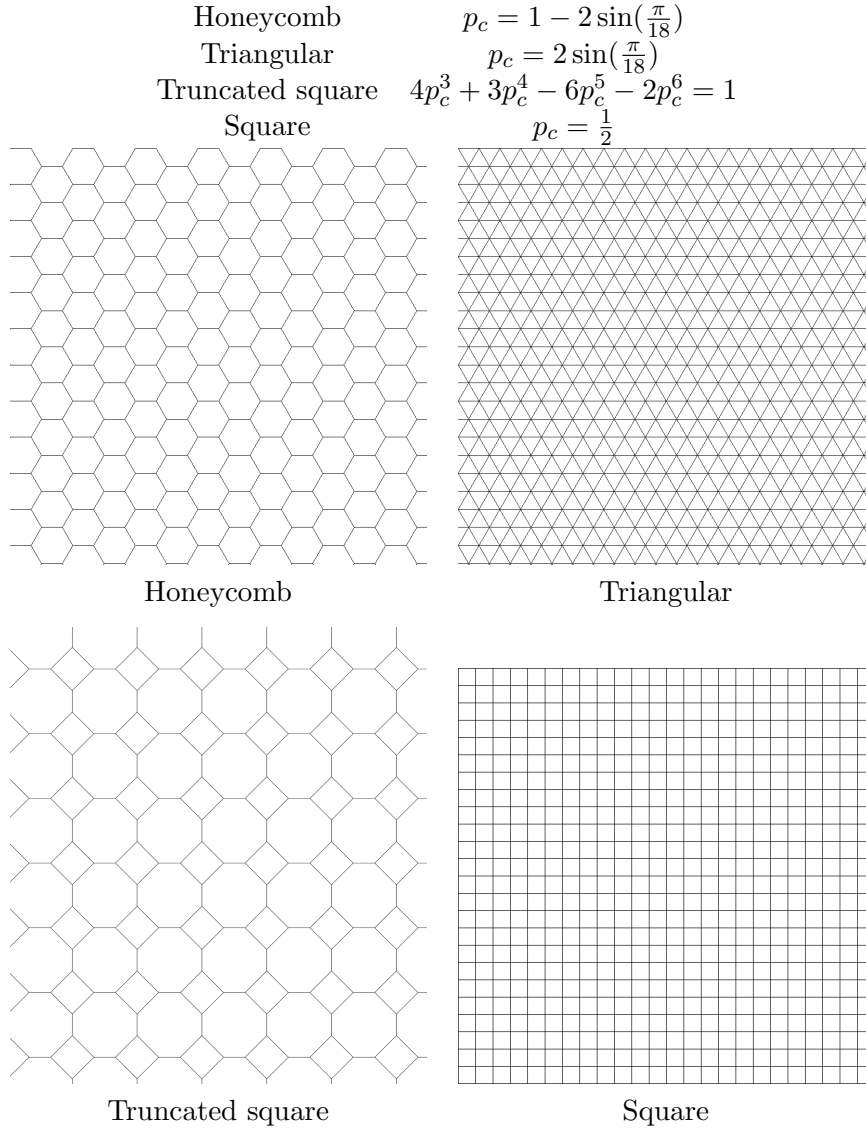 Honeycomb p_c = 1 − 2 sin(π/18)
Triangular p_c = 2 sin(π/18)
Truncated square 4p_c^3 + 3p_c^4 − 6p_c^5 − 2p_c^6 = 1
Square p_c = 1/2
Honeycomb Triangular
Truncated square Square